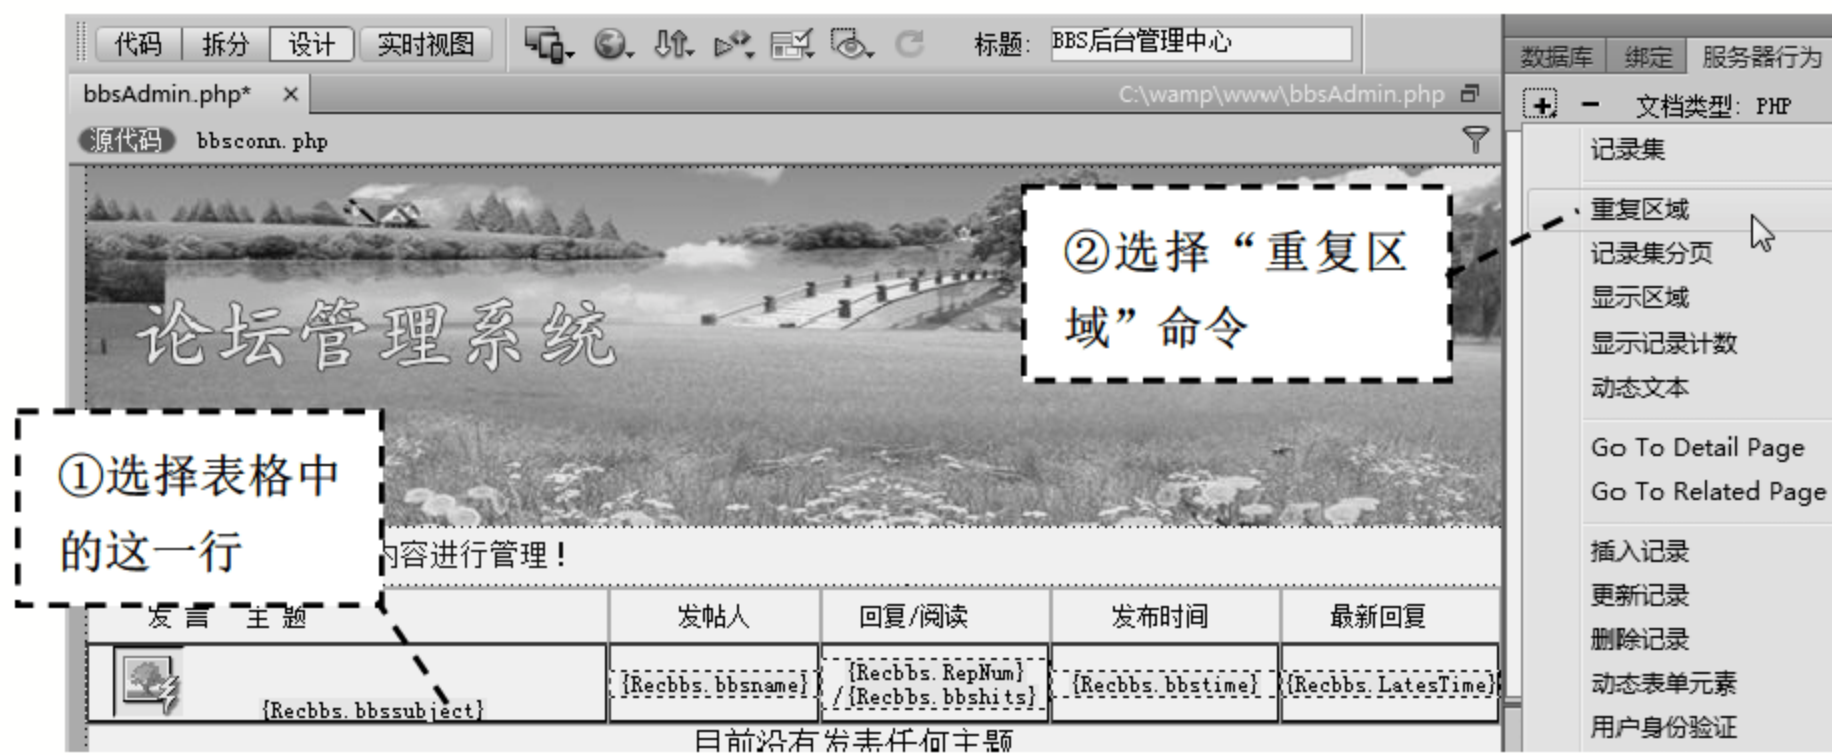 代码 拆分 设计 实时视图 标题: BBS后台管理中心
bbsAdmin.php* × C:\wamp\www\bbsAdmin.php
源代码 bbsconn.php
论坛管理系统
①选择表格中
的这一行
②选择“重复区
域”命令
内容进行管理！
发言 主题 发帖人 回复/阅读 发布时间 最新回复
{Recbbs.bbssubject} {Recbbs.bbsname} {Recbbs.RepNum}
/{Recbbs.bbshits} {Recbbs.bbstime} {Recbbs.LatesTime}
目前没有发表任何主题
数据库 绑定 服务器行为
+ − 文档类型: PHP
记录集
重复区域
记录集分页
显示区域
显示记录计数
动态文本
Go To Detail Page
Go To Related Page
插入记录
更新记录
删除记录
动态表单元素
用户身份验证